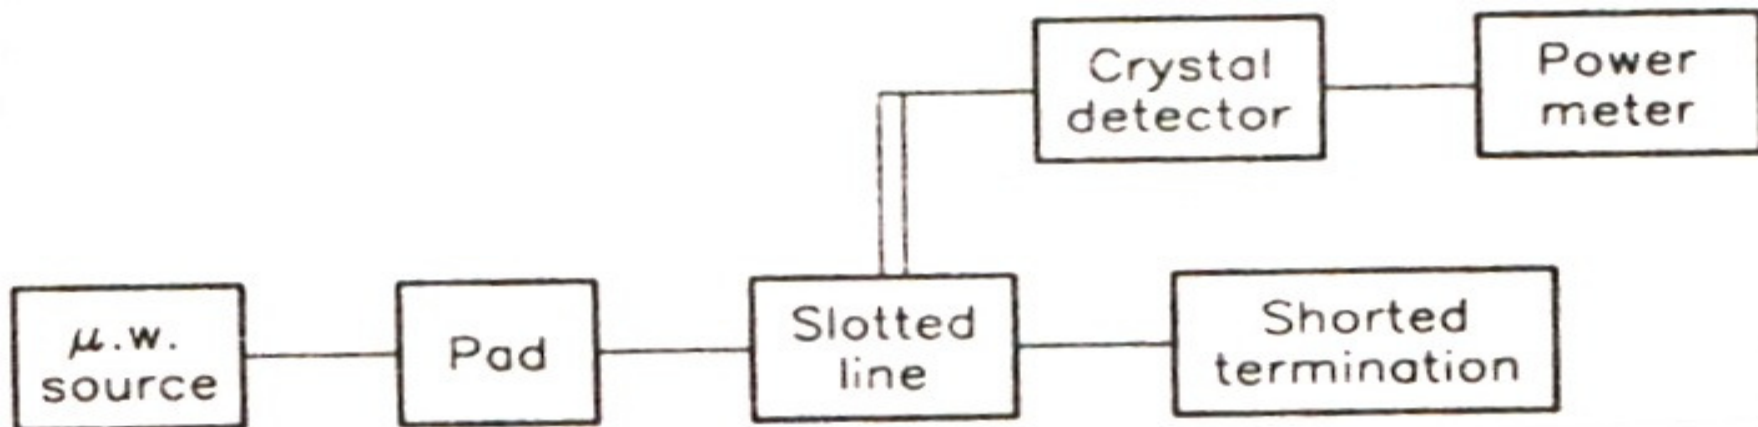 Crystal
detector
Power
meter
μ.w.
source
Pad
Slotted
line
Shorted
termination